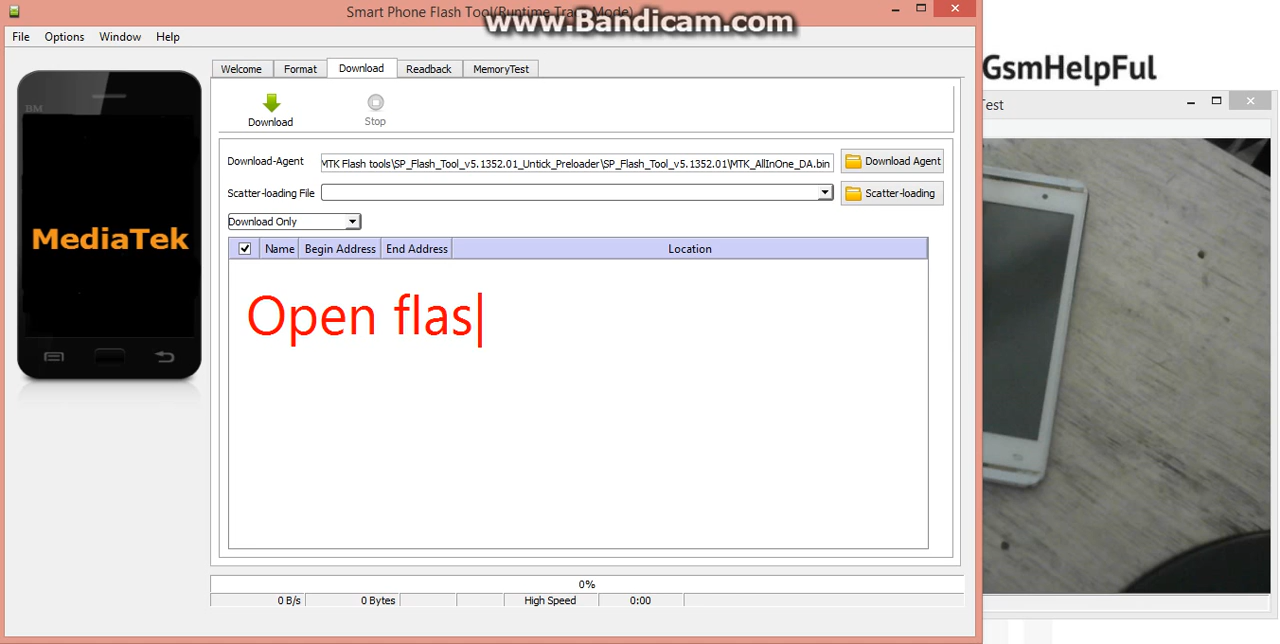 Smart Phone Flash Tool(Runtime Trace Mode)
www.Bandicam.com
File Options Window Help
GsmHelpFul
Welcome Format Download Readback MemoryTest
BM
Download Stop
Download-Agent MTK Flash tools\SP_Flash_Tool_v5.1352.01_Untick_Preloader\SP_Flash_Tool_v5.1352.01\MTK_AllInOne_DA.bin Download Agent
Scatter-loading File Scatter-loading
Download Only
MediaTek
Name Begin Address End Address Location
Open flas
0%
0 B/s 0 Bytes High Speed 0:00